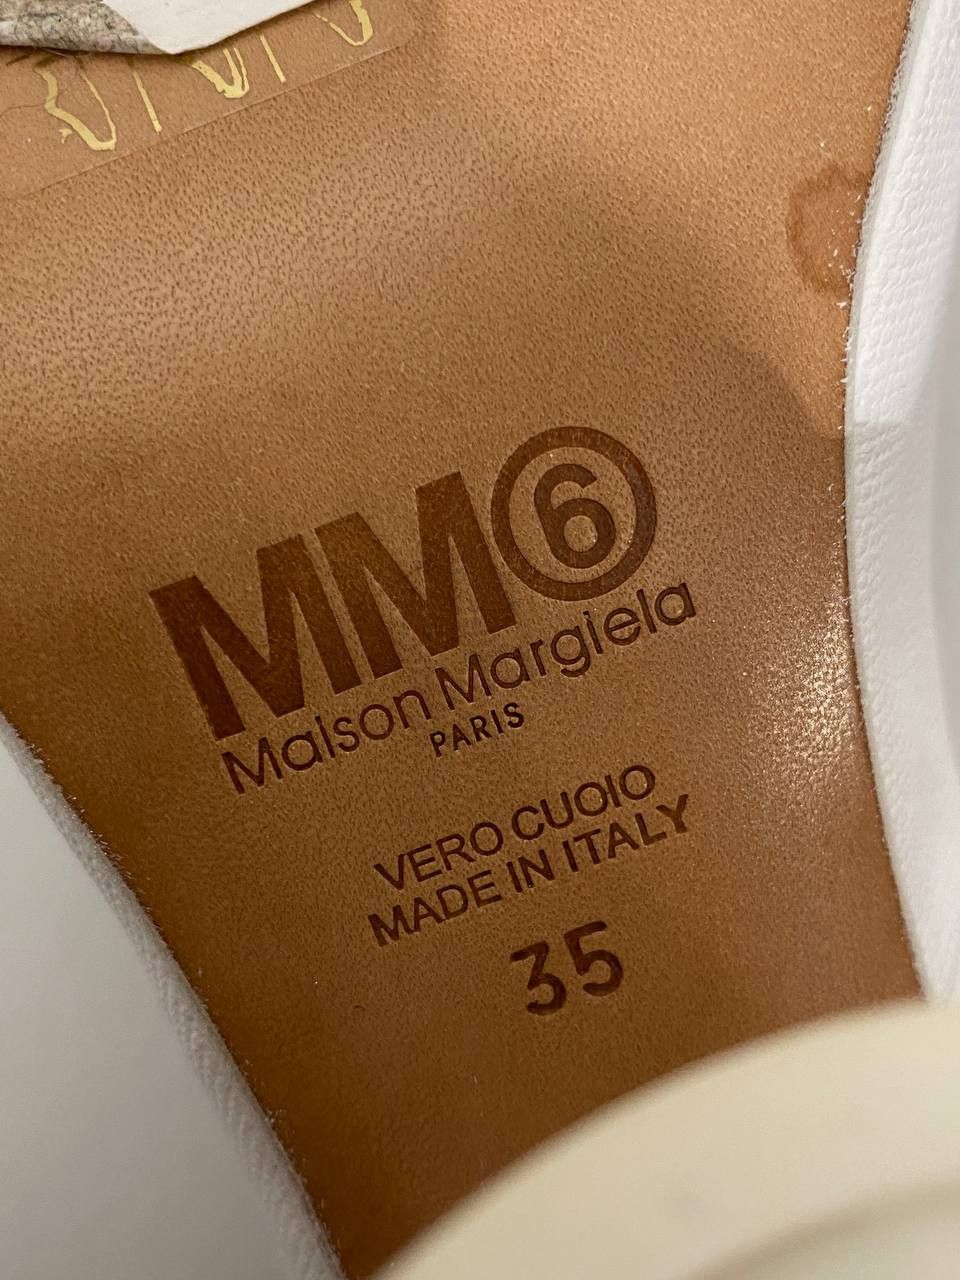 MM6
Maison Margiela
PARIS
VERO CUOIO
MADE IN ITALY
35